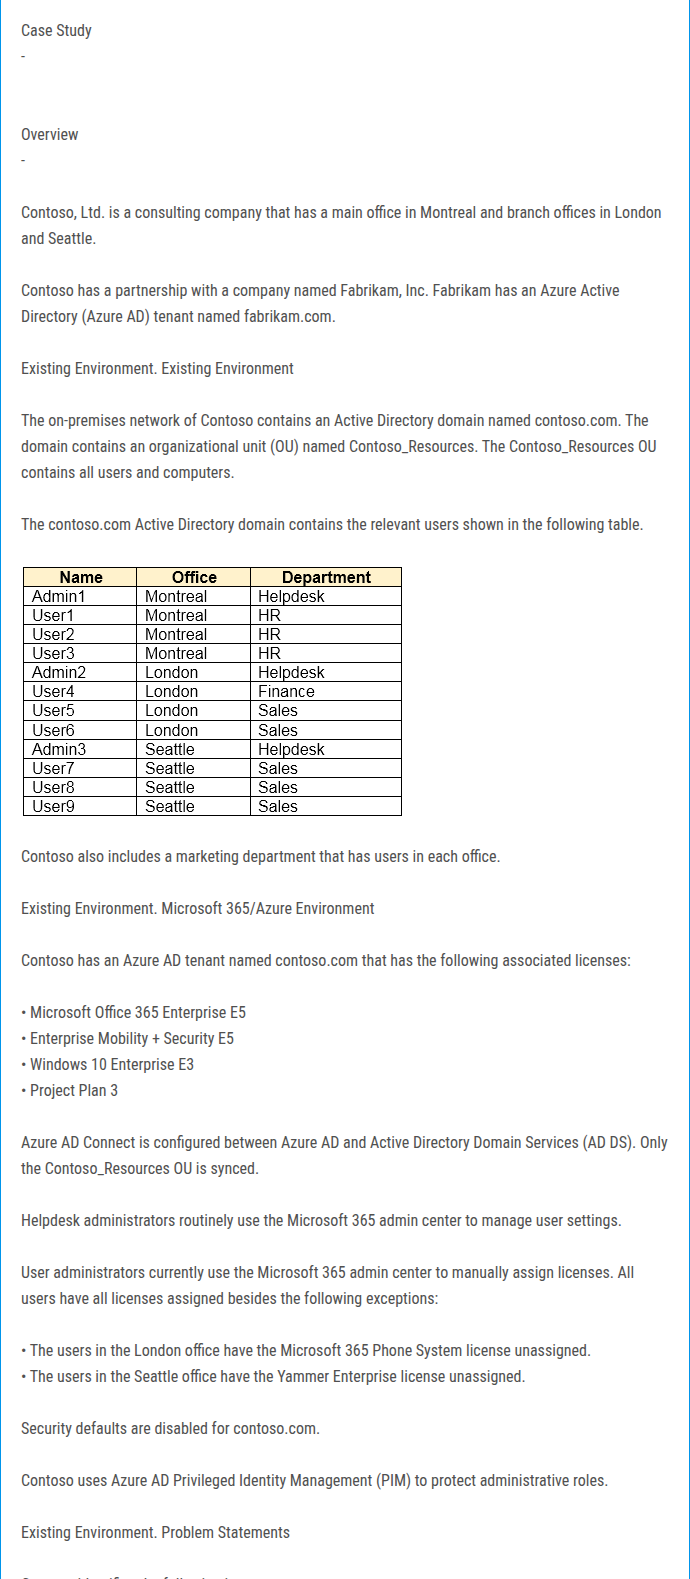 Case Study
-
Overview
-
Contoso, Ltd. is a consulting company that has a main office in Montreal and branch offices in London
and Seattle.
Contoso has a partnership with a company named Fabrikam, Inc. Fabrikam has an Azure Active
Directory (Azure AD) tenant named fabrikam.com.
Existing Environment. Existing Environment
The on-premises network of Contoso contains an Active Directory domain named contoso.com. The
domain contains an organizational unit (OU) named Contoso_Resources. The Contoso_Resources OU
contains all users and computers.
The contoso.com Active Directory domain contains the relevant users shown in the following table.
Name Office Department
Admin1 Montreal Helpdesk
User1 Montreal HR
User2 Montreal HR
User3 Montreal HR
Admin2 London Helpdesk
User4 London Finance
User5 London Sales
User6 London Sales
Admin3 Seattle Helpdesk
User7 Seattle Sales
User8 Seattle Sales
User9 Seattle Sales
Contoso also includes a marketing department that has users in each office.
Existing Environment. Microsoft 365/Azure Environment
Contoso has an Azure AD tenant named contoso.com that has the following associated licenses:
• Microsoft Office 365 Enterprise E5
• Enterprise Mobility + Security E5
• Windows 10 Enterprise E3
• Project Plan 3
Azure AD Connect is configured between Azure AD and Active Directory Domain Services (AD DS). Only
the Contoso_Resources OU is synced.
Helpdesk administrators routinely use the Microsoft 365 admin center to manage user settings.
User administrators currently use the Microsoft 365 admin center to manually assign licenses. All
users have all licenses assigned besides the following exceptions:
• The users in the London office have the Microsoft 365 Phone System license unassigned.
• The users in the Seattle office have the Yammer Enterprise license unassigned.
Security defaults are disabled for contoso.com.
Contoso uses Azure AD Privileged Identity Management (PIM) to protect administrative roles.
Existing Environment. Problem Statements